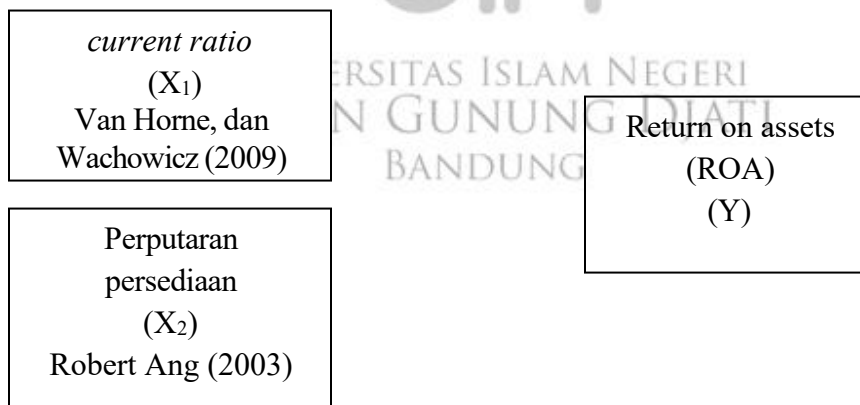 current ratio
(X₁)
Van Horne, dan
Wachowicz (2009)
ERSITAS ISLAM NEGERI
N GUNUNG DJATI
BANDUNG
Return on assets
(ROA)
(Y)
Perputaran
persediaan
(X₂)
Robert Ang (2003)